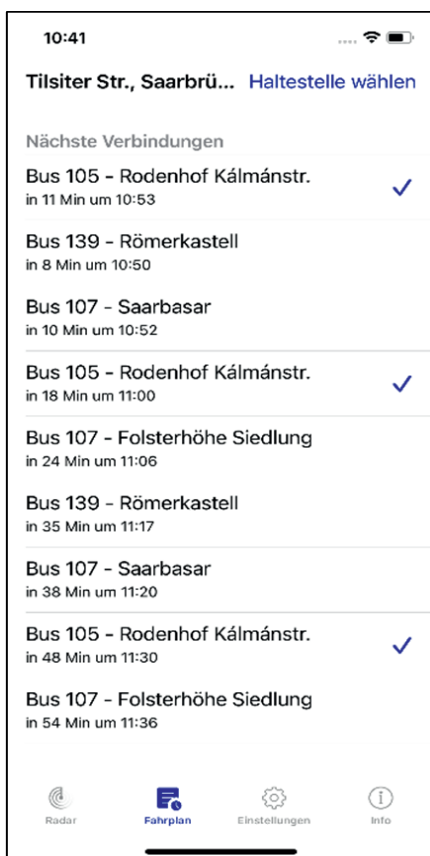 10:41
Tilsiter Str., Saarbrü... Haltestelle wählen
Nächste Verbindungen
Bus 105 - Rodenhof Kálmánstr.
in 11 Min um 10:53
Bus 139 - Römerkastell
in 8 Min um 10:50
Bus 107 - Saarbasar
in 10 Min um 10:52
Bus 105 - Rodenhof Kálmánstr.
in 18 Min um 11:00
Bus 107 - Folsterhöhe Siedlung
in 24 Min um 11:06
Bus 139 - Römerkastell
in 35 Min um 11:17
Bus 107 - Saarbasar
in 38 Min um 11:20
Bus 105 - Rodenhof Kálmánstr.
in 48 Min um 11:30
Bus 107 - Folsterhöhe Siedlung
in 54 Min um 11:36
Radar Fahrplan Einstellungen Info